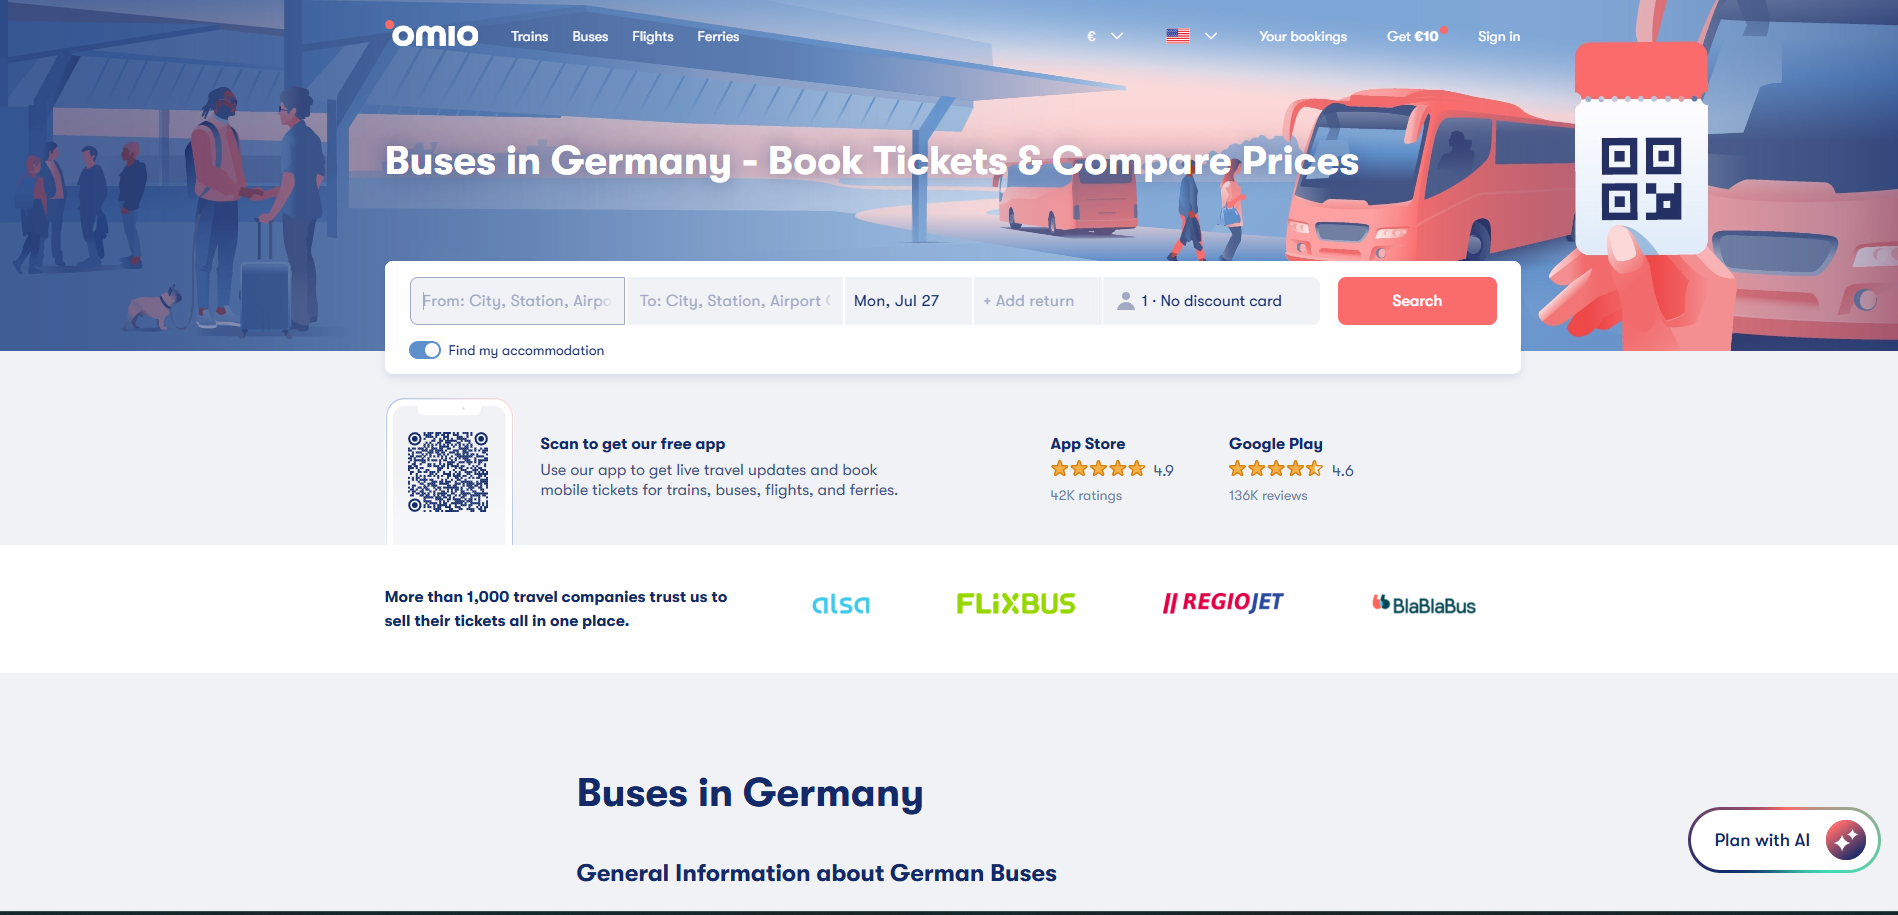 omio
Trains Buses Flights Ferries
€
Your bookings
Get €10
Sign in
Buses in Germany - Book Tickets & Compare Prices
From: City, Station, Airpo
To: City, Station, Airport
Mon, Jul 27
+ Add return
1 · No discount card
Search
Find my accommodation
Scan to get our free app
Use our app to get live travel updates and book
mobile tickets for trains, buses, flights, and ferries.
App Store
4.9
42K ratings
Google Play
4.6
136K reviews
More than 1,000 travel companies trust us to
sell their tickets all in one place.
alsa
FLiXBUS
REGIOJET
BlaBlaBus
Buses in Germany
General Information about German Buses
Plan with AI